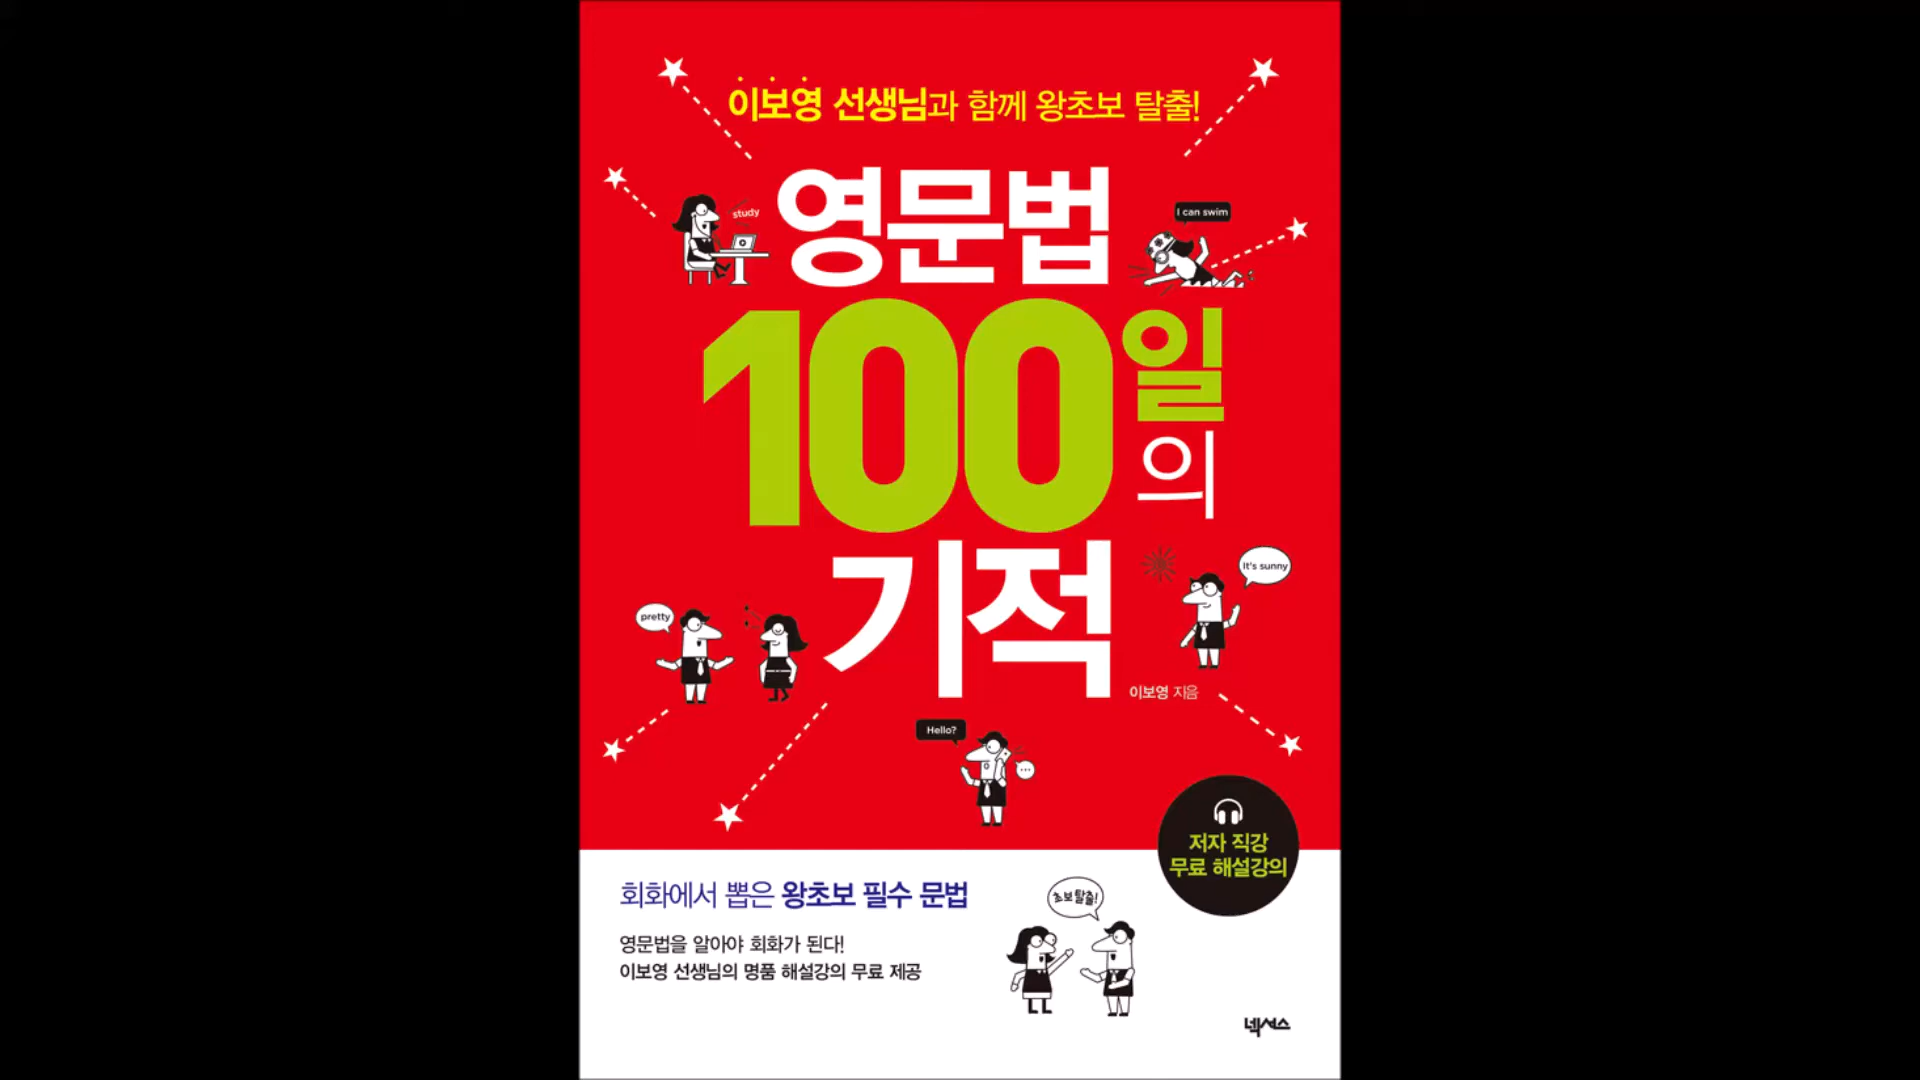 이보영 선생님과 함께 왕초보 탈출!
영문법
100일의
기적
study
I can swim
It's sunny
pretty
이보영 지음
Hello?
...
저자 직강
무료 해설강의
회화에서 뽑은 왕초보 필수 문법
초보탈출!
영문법을 알아야 회화가 된다!
이보영 선생님의 명품 해설강의 무료 제공
넥서스